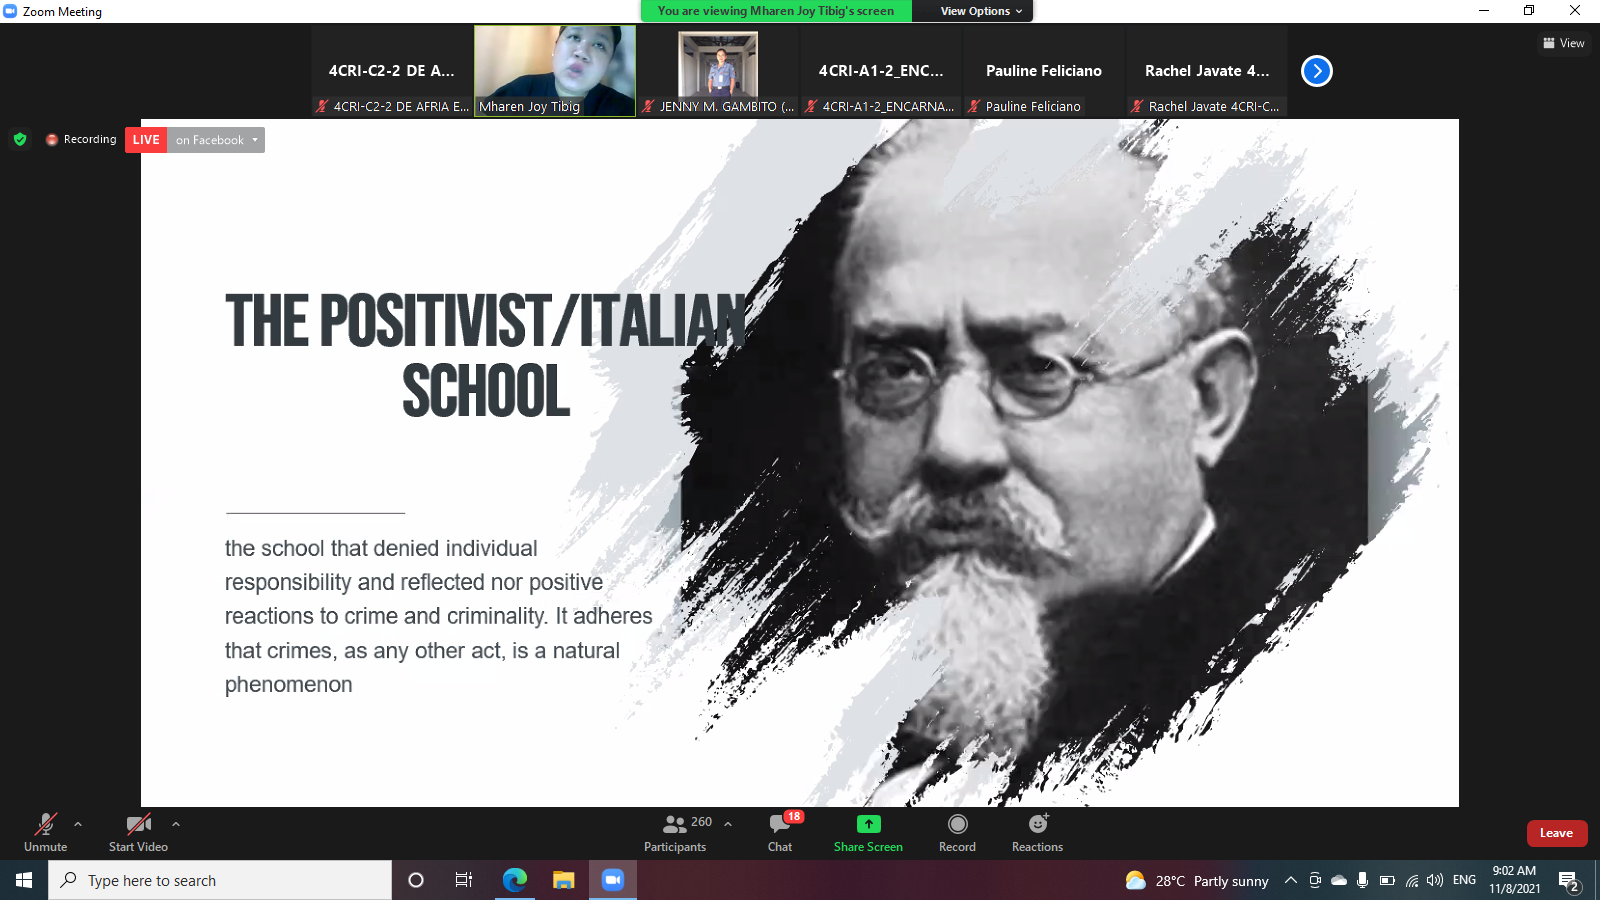 Zoom Meeting
You are viewing Mharen Joy Tibig's screen
View Options
View
4CRI-C2-2 DE A...
4CRI-A1-2_ENC...
Pauline Feliciano
Rachel Javate 4...
4CRI-C2-2 DE AFRIA E...
Mharen Joy Tibig
JENNY M. GAMBITO (...
4CRI-A1-2_ENCARNA...
Pauline Feliciano
Rachel Javate 4CRI-C...
Recording
LIVE
on Facebook
THE POSITIVIST/ITALIAN
SCHOOL
the school that denied individual
responsibility and reflected nor positive
reactions to crime and criminality. It adheres
that crimes, as any other act, is a natural
phenomenon
Unmute
Start Video
260
Participants
18
Chat
Share Screen
Record
Reactions
Leave
Type here to search
28°C Partly sunny
ENG
9:02 AM
11/8/2021
2